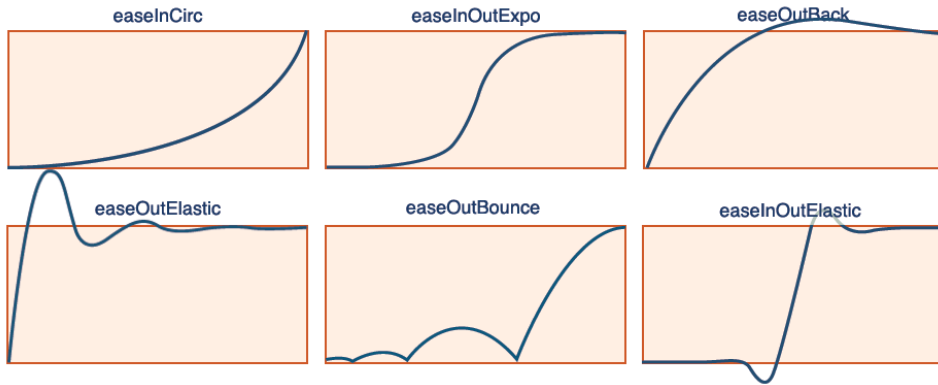 easeInCirc
easeInOutExpo
easeOutBack
easeOutElastic
easeOutBounce
easeInOutElastic